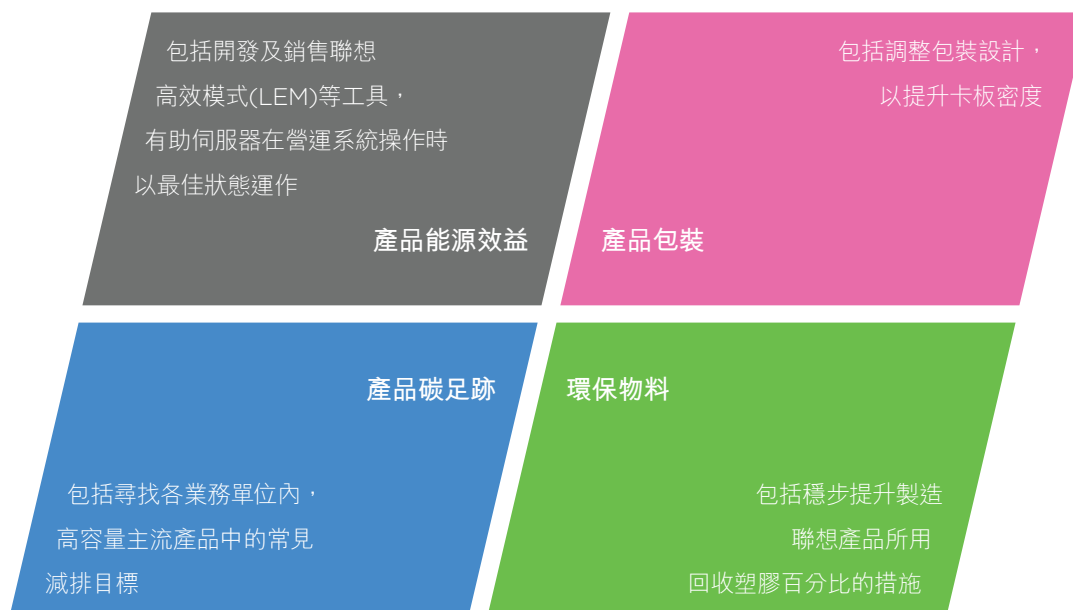 包括開發及銷售聯想
高效模式(LEM)等工具，
有助伺服器在營運系統操作時
以最佳狀態運作
產品能源效益
包括調整包裝設計，
以提升卡板密度
產品包裝
產品碳足跡
包括尋找各業務單位內，
高容量主流產品中的常見
減排目標
環保物料
包括穩步提升製造
聯想產品所用
回收塑膠百分比的措施